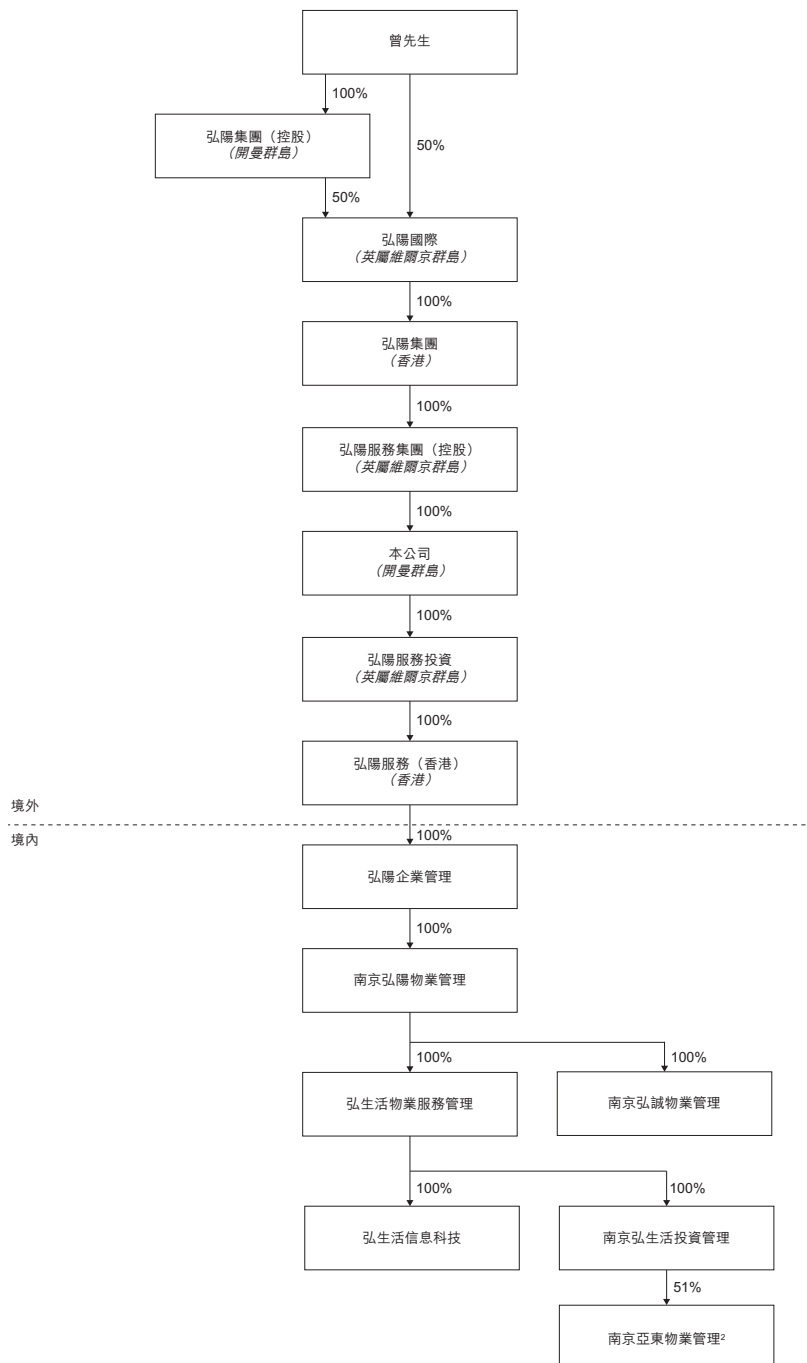 曾先生
100%
弘陽集團（控股）
（開曼群島）
50%
50%
弘陽國際
（英屬維爾京群島）
100%
弘陽集團
（香港）
100%
弘陽服務集團（控股）
（英屬維爾京群島）
100%
本公司
（開曼群島）
100%
弘陽服務投資
（英屬維爾京群島）
100%
弘陽服務（香港）
（香港）
境外
境內
100%
弘陽企業管理
100%
南京弘陽物業管理
100%
100%
弘生活物業服務管理
南京弘誠物業管理
100%
100%
弘生活信息科技
南京弘生活投資管理
51%
南京亞東物業管理²